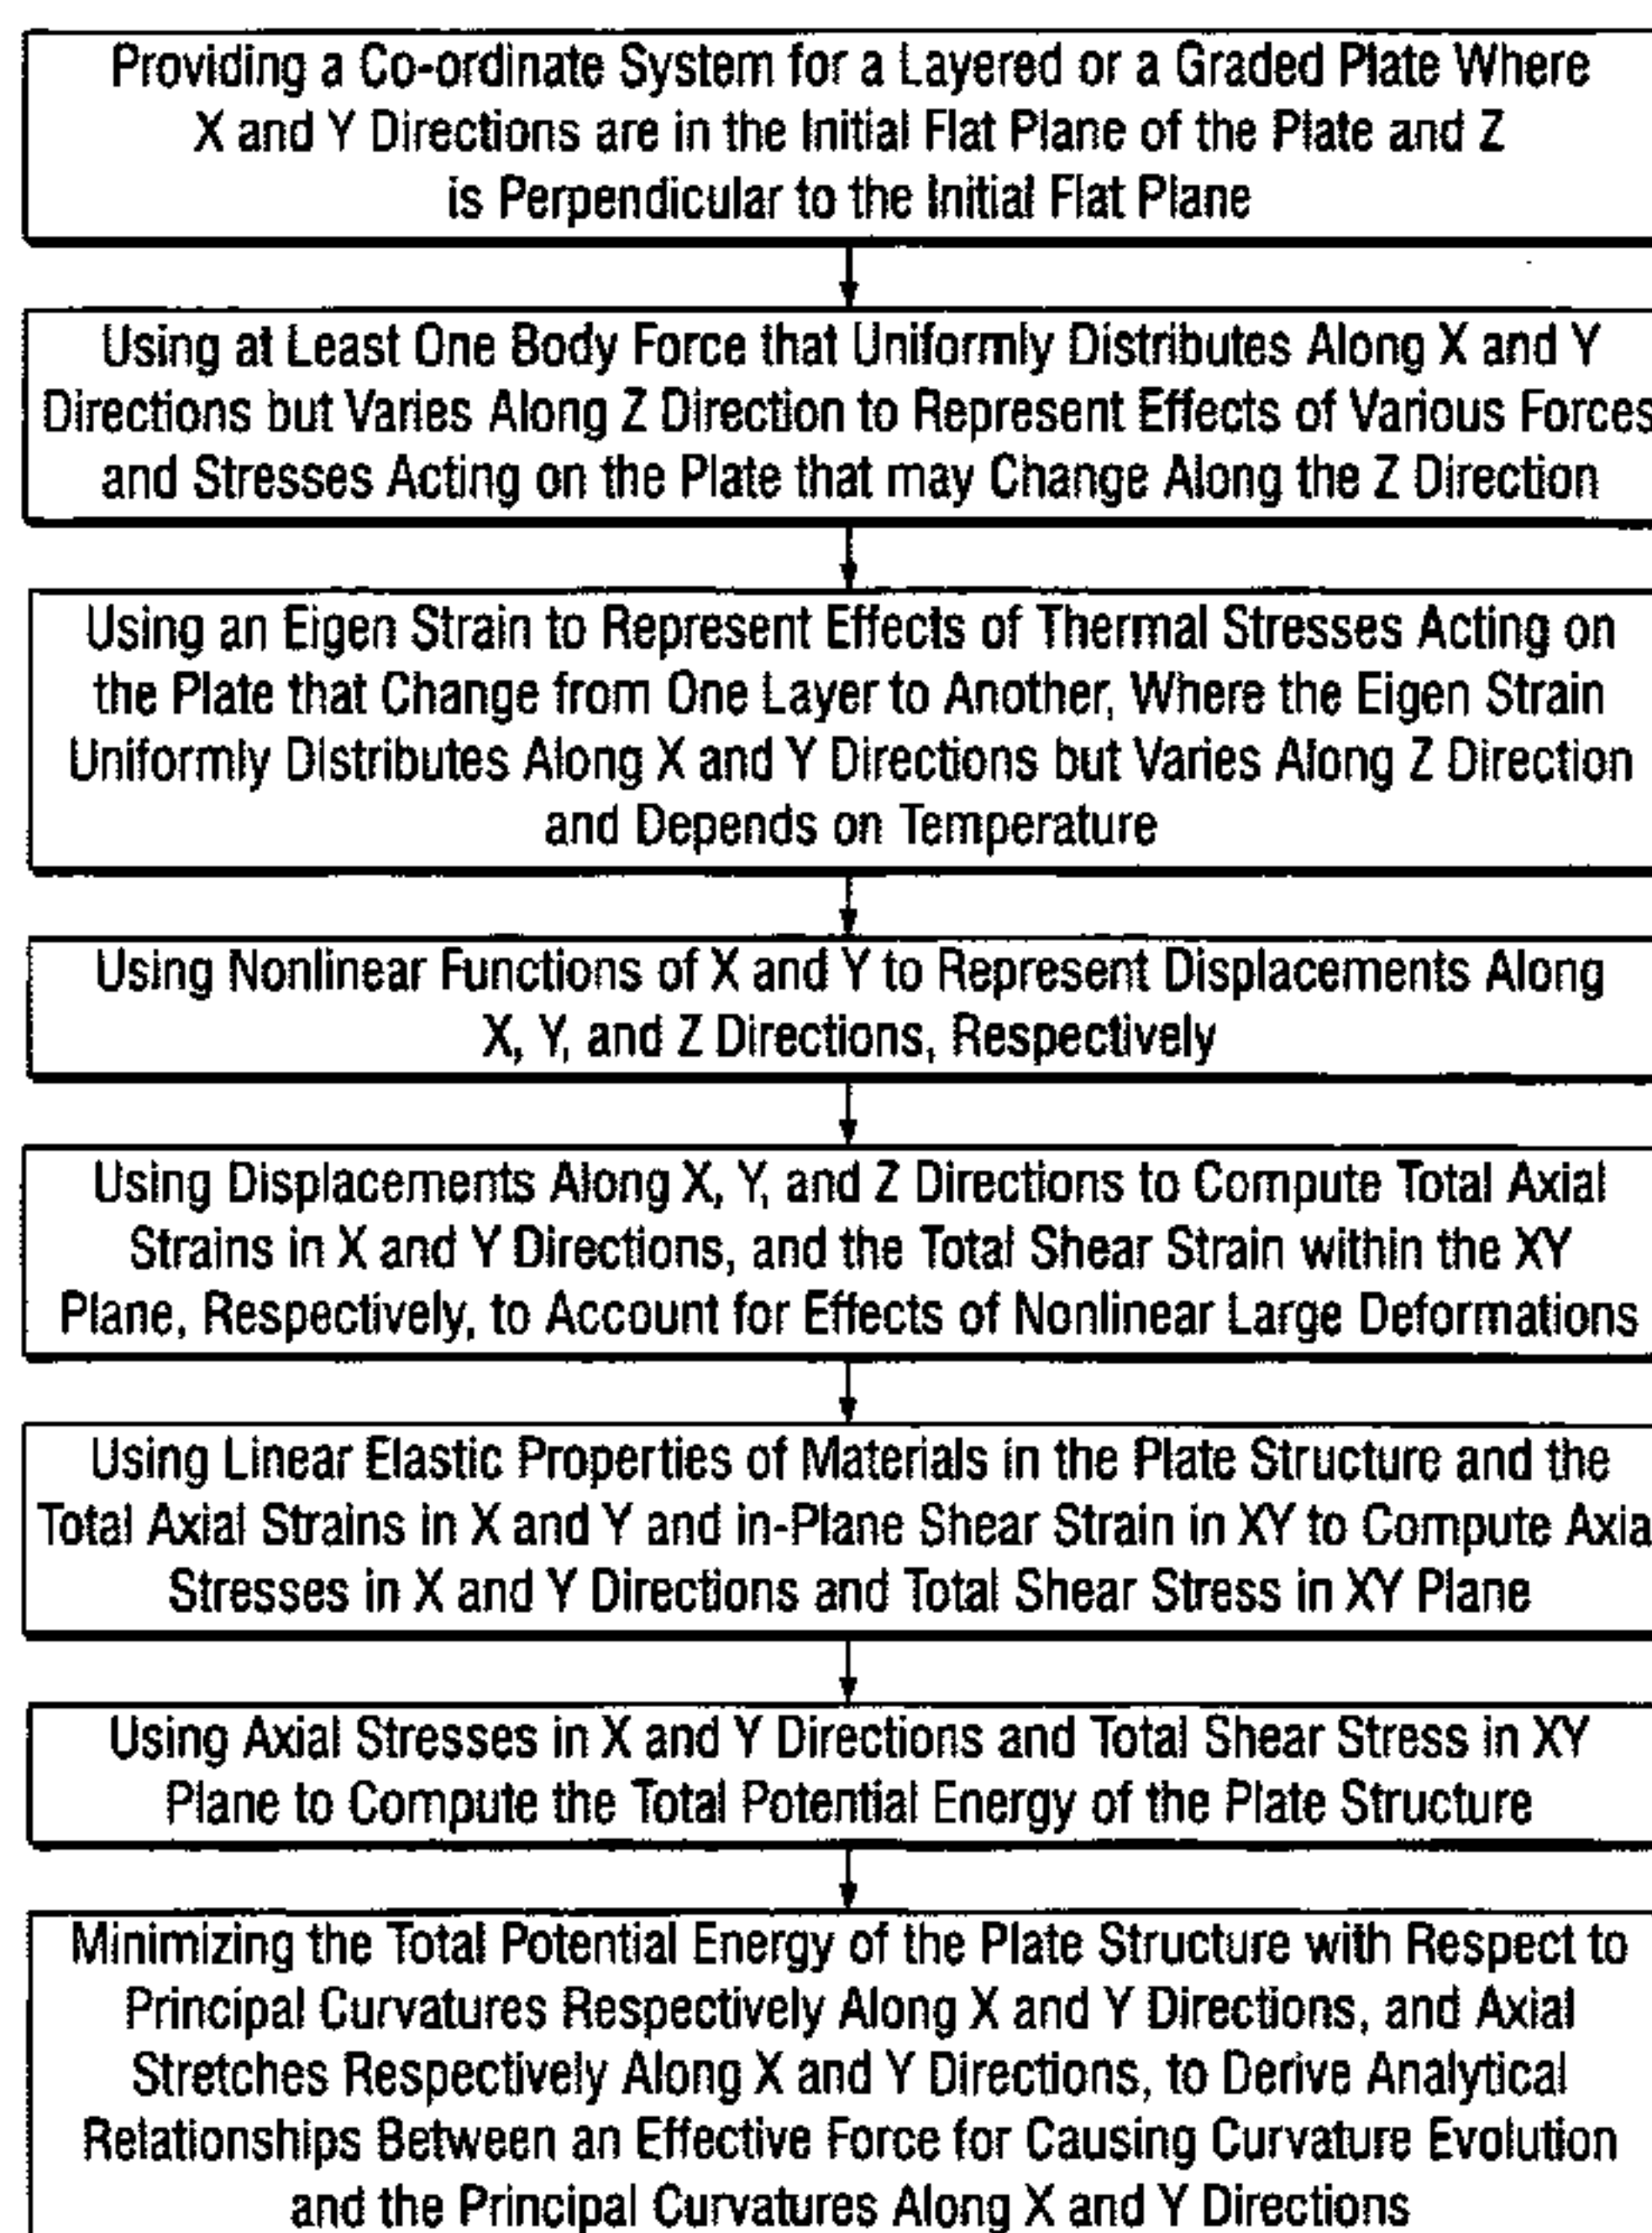 Providing a Co-ordinate System for a Layered or a Graded Plate Where
X and Y Directions are in the Initial Flat Plane of the Plate and Z
is Perpendicular to the Initial Flat Plane
Using at Least One Body Force that Uniformly Distributes Along X and Y
Directions but Varies Along Z Direction to Represent Effects of Various Forces
and Stresses Acting on the Plate that may Change Along the Z Direction
Using an Eigen Strain to Represent Effects of Thermal Stresses Acting on
the Plate that Change from One Layer to Another, Where the Eigen Strain
Uniformly Distributes Along X and Y Directions but Varies Along Z Direction
and Depends on Temperature
Using Nonlinear Functions of X and Y to Represent Displacements Along
X, Y, and Z Directions, Respectively
Using Displacements Along X, Y, and Z Directions to Compute Total Axial
Strains in X and Y Directions, and the Total Shear Strain within the XY
Plane, Respectively, to Account for Effects of Nonlinear Large Deformations
Using Linear Elastic Properties of Materials in the Plate Structure and the
Total Axial Strains in X and Y and in-Plane Shear Strain in XY to Compute Axia
Stresses in X and Y Directions and Total Shear Stress in XY Plane
Using Axial Stresses in X and Y Directions and Total Shear Stress in XY
Plane to Compute the Total Potential Energy of the Plate Structure
Minimizing the Total Potential Energy of the Plate Structure with Respect to
Principal Curvatures Respectively Along X and Y Directions, and Axial
Stretches Respectively Along X and Y Directions, to Derive Analytical
Relationships Between an Effective Force for Causing Curvature Evolution
and the Principal Curvatures Along X and Y Directions